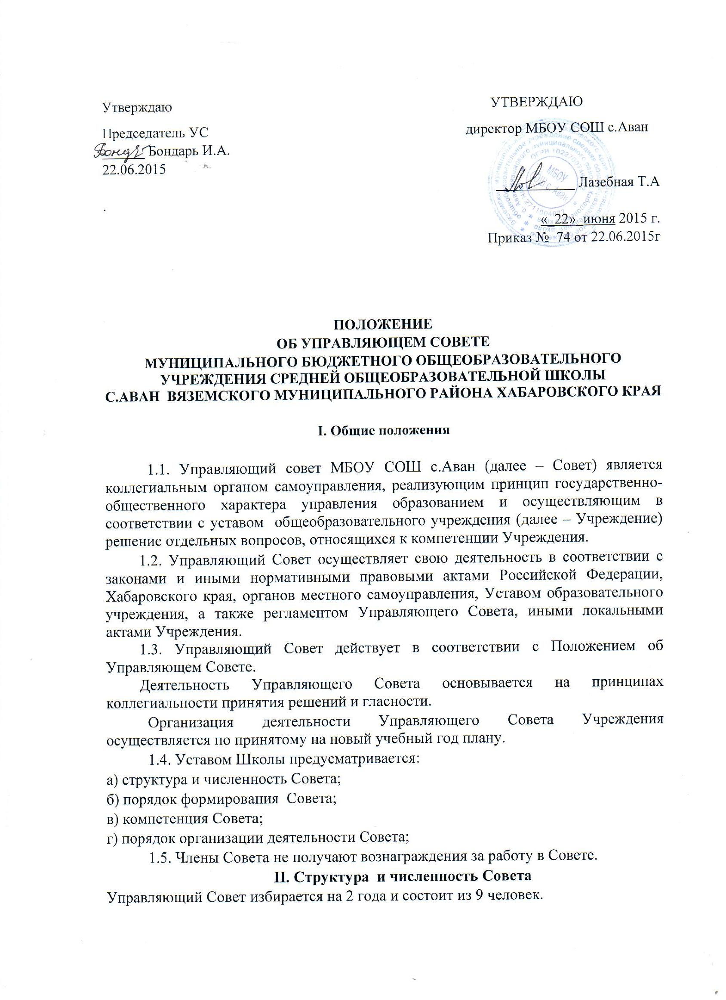 Утверждаю
Председатель УС
Бондарь И.А.
22.06.2015
.
УТВЕРЖДАЮ
директор МБОУ СОШ с.Аван
Лазебная Т.А
«_22»_июня 2015 г.
Приказ №_74 от 22.06.2015г
МБОУ
СОШ с. Аван
ПОЛОЖЕНИЕ
ОБ УПРАВЛЯЮЩЕМ СОВЕТЕ
МУНИЦИПАЛЬНОГО БЮДЖЕТНОГО ОБЩЕОБРАЗОВАТЕЛЬНОГО
УЧРЕЖДЕНИЯ СРЕДНЕЙ ОБЩЕОБРАЗОВАТЕЛЬНОЙ ШКОЛЫ
С.АВАН ВЯЗЕМСКОГО МУНИЦИПАЛЬНОГО РАЙОНА ХАБАРОВСКОГО КРАЯ
I. Общие положения
1.1. Управляющий совет МБОУ СОШ с.Аван (далее – Совет) является
коллегиальным органом самоуправления, реализующим принцип государственно-
общественного характера управления образованием и осуществляющим в
соответствии с уставом общеобразовательного учреждения (далее – Учреждение)
решение отдельных вопросов, относящихся к компетенции Учреждения.
1.2. Управляющий Совет осуществляет свою деятельность в соответствии с
законами и иными нормативными правовыми актами Российской Федерации,
Хабаровского края, органов местного самоуправления, Уставом образовательного
учреждения, а также регламентом Управляющего Совета, иными локальными
актами Учреждения.
1.3. Управляющий Совет действует в соответствии с Положением об
Управляющем Совете.
Деятельность Управляющего Совета основывается на принципах
коллегиальности принятия решений и гласности.
Организация деятельности Управляющего Совета Учреждения
осуществляется по принятому на новый учебный год плану.
1.4. Уставом Школы предусматривается:
а) структура и численность Совета;
б) порядок формирования Совета;
в) компетенция Совета;
г) порядок организации деятельности Совета;
1.5. Члены Совета не получают вознаграждения за работу в Совете.
II. Структура и численность Совета
Управляющий Совет избирается на 2 года и состоит из 9 человек.